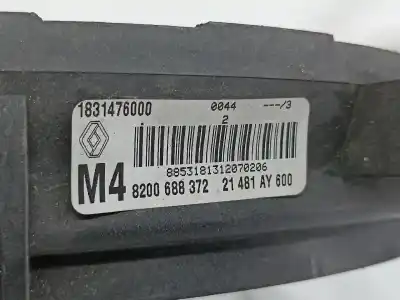 1831476000 0044 ---/3
2
8853181312070206
M4 8200 688 372 21 481 AY 600